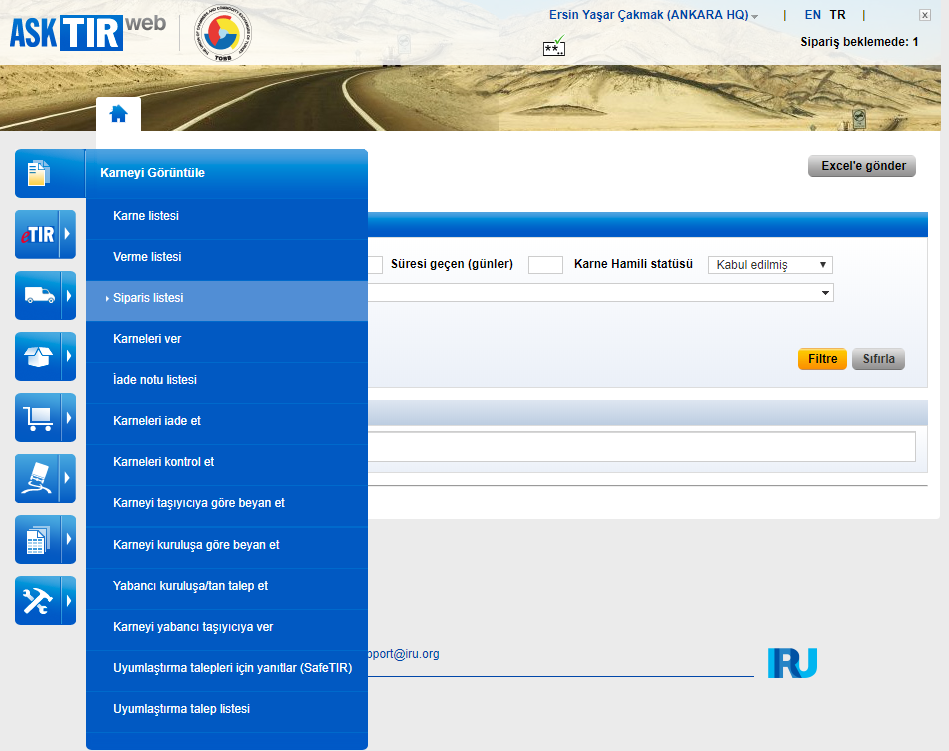 ASKTIRweb
TOBB
Ersin Yaşar Çakmak (ANKARA HQ)
| EN TR |
x
**..
Sipariş beklemede: 1
Karneyi Görüntüle
Excel'e gönder
Karne listesi
eTIR
Verme listesi
Süresi geçen (günler)
Karne Hamili statüsü
Kabul edilmiş
Siparis listesi
Karneleri ver
Filtre
Sıfırla
İade notu listesi
Karneleri iade et
Karneleri kontrol et
Karneyi taşıyıcıya göre beyan et
Karneyi kuruluşa göre beyan et
Yabancı kuruluşa/tan talep et
Karneyi yabancı taşıyıcıya ver
pport@iru.org
IRU
Uyumlaştırma talepleri için yanıtlar (SafeTIR)
Uyumlaştırma talep listesi